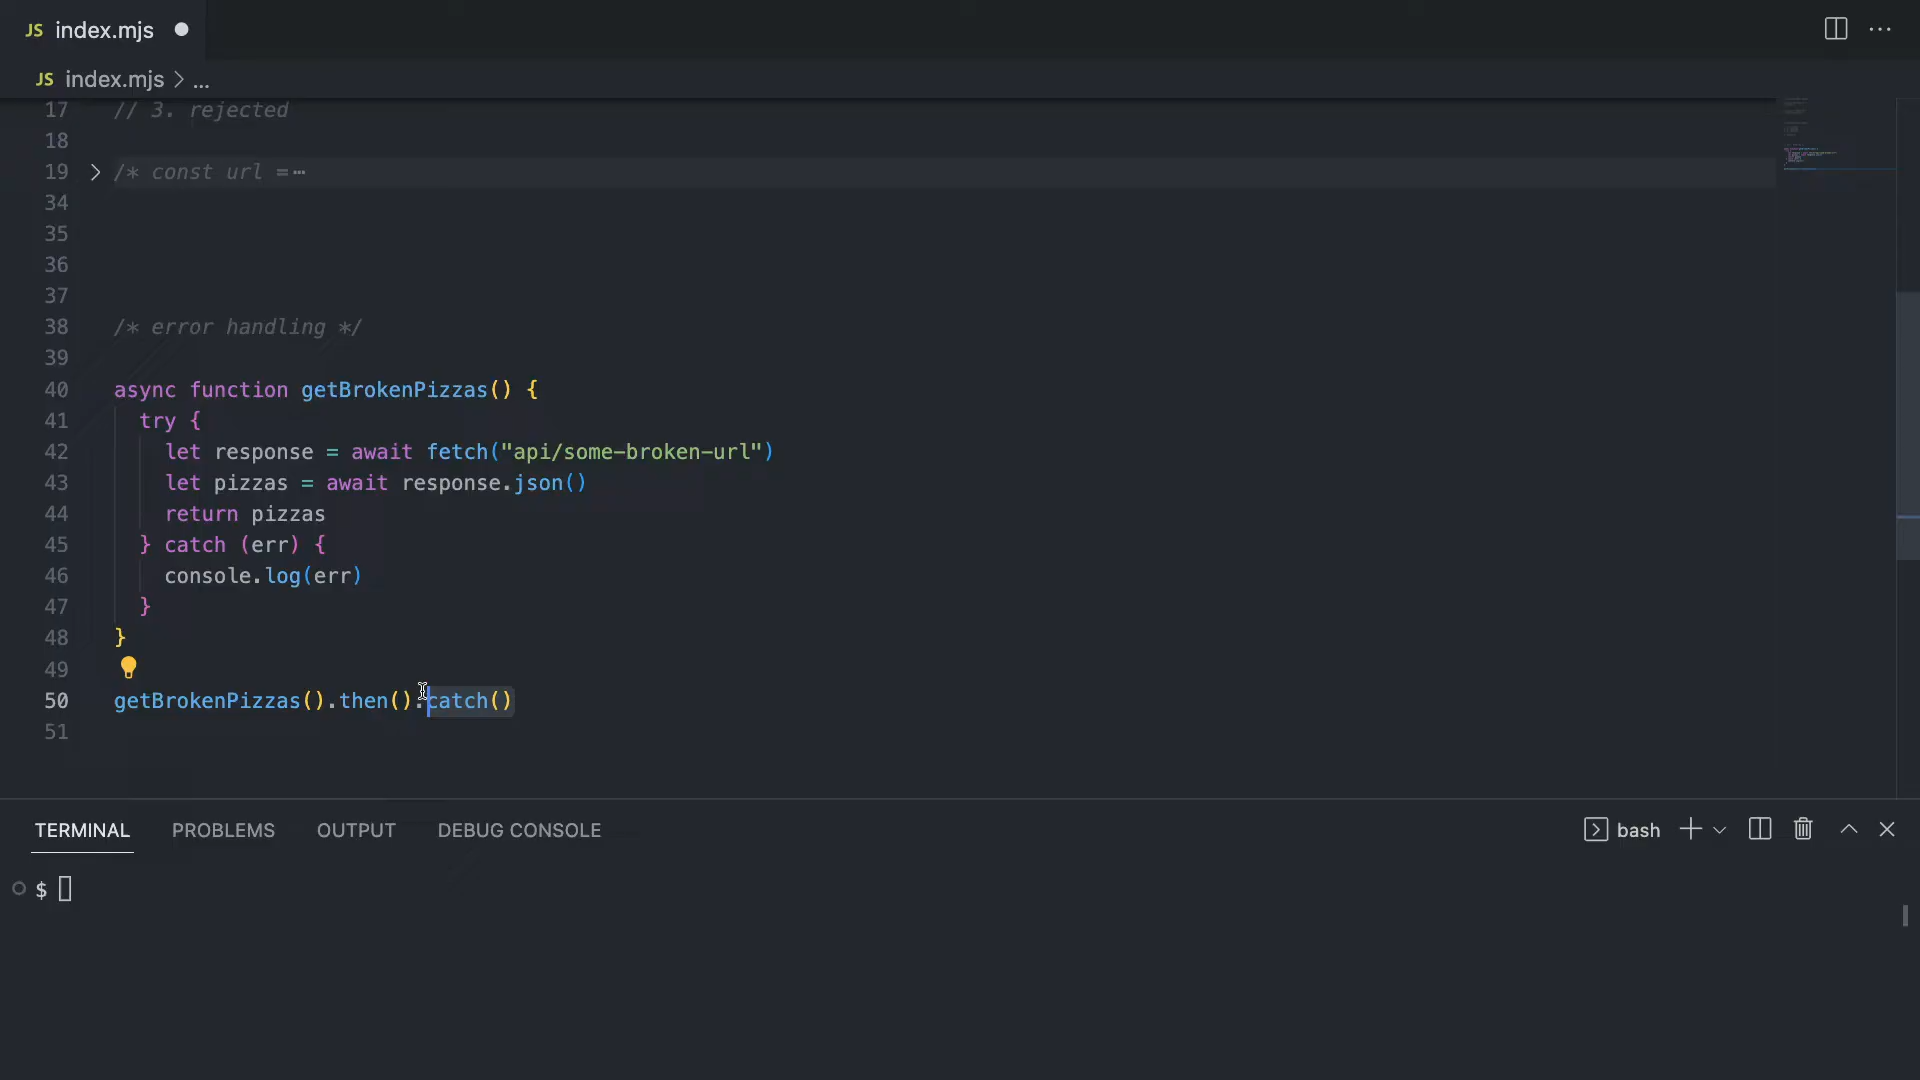 JS index.mjs
JS index.mjs > ...
17 // 3. rejected
18
19 > /* const url =⋯
34
35
36
37
38 /* error handling */
39
40 async function getBrokenPizzas() {
41 try {
42 let response = await fetch("api/some-broken-url")
43 let pizzas = await response.json()
44 return pizzas
45 } catch (err) {
46 console.log(err)
47 }
48 }
49
50 getBrokenPizzas().then().catch()
51
TERMINAL PROBLEMS OUTPUT DEBUG CONSOLE bash
$